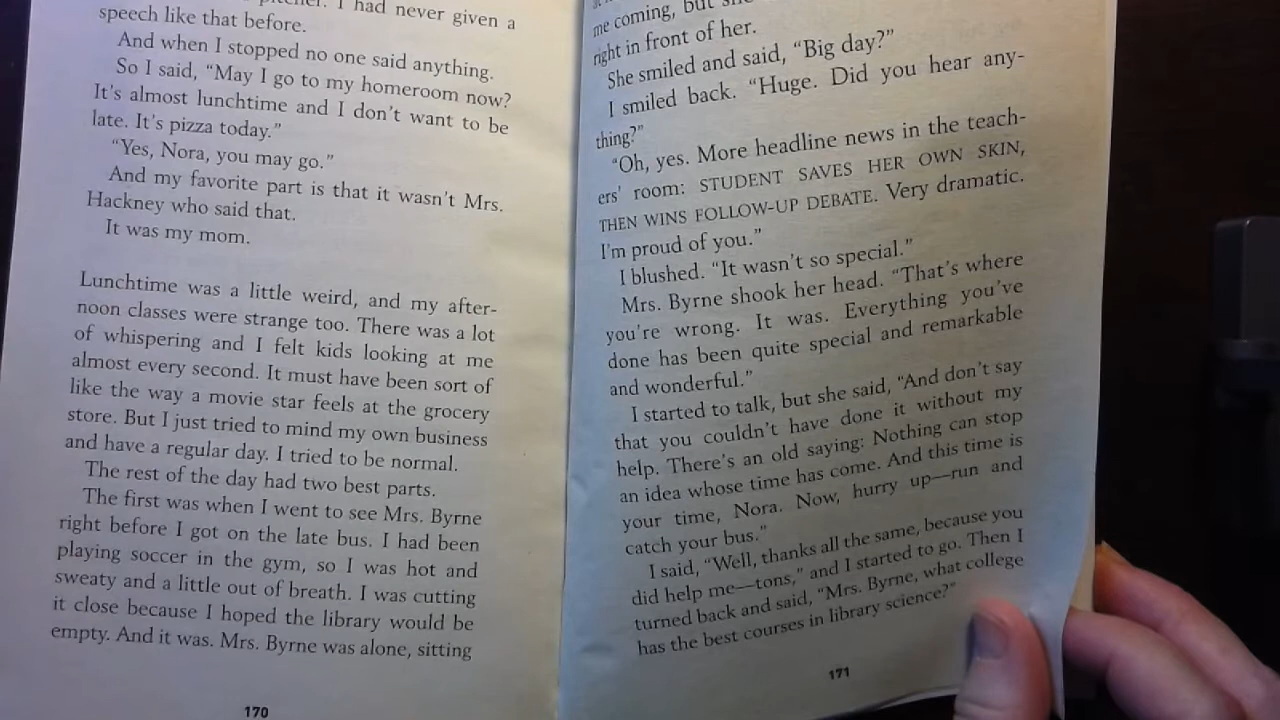 I had never given a
speech like that before.
And when I stopped no one said anything.
So I said, “May I go to my homeroom now?
It's almost lunchtime and I don't want to be
late. It's pizza today.”
“Yes, Nora, you may go.”
And my favorite part is that it wasn't Mrs.
Hackney who said that.
It was my mom.
Lunchtime was a little weird, and my after-
noon classes were strange too. There was a lot
of whispering and I felt kids looking at me
almost every second. It must have been sort of
like the way a movie star feels at the grocery
store. But I just tried to mind my own business
and have a regular day. I tried to be normal.
The rest of the day had two best parts.
The first was when I went to see Mrs. Byrne
right before I got on the late bus. I had been
playing soccer in the gym, so I was hot and
sweaty and a little out of breath. I was cutting
it close because I hoped the library would be
empty. And it was. Mrs. Byrne was alone, sitting
170
me coming, but
right in front of her.
She smiled and said, “Big day?”
I smiled back. “Huge. Did you hear any-
thing?”
“Oh, yes. More headline news in the teach-
ers' room: STUDENT SAVES HER OWN SKIN,
THEN WINS FOLLOW-UP DEBATE. Very dramatic.
I'm proud of you.”
I blushed. “It wasn't so special.”
Mrs. Byrne shook her head. “That's where
you're wrong. It was. Everything you've
done has been quite special and remarkable
and wonderful.”
I started to talk, but she said, “And don't say
that you couldn't have done it without my
help. There's an old saying: Nothing can stop
an idea whose time has come. And this time is
your time, Nora. Now, hurry up—run and
catch your bus.”
I said, “Well, thanks all the same, because you
did help me—tons,” and I started to go. Then I
turned back and said, “Mrs. Byrne, what college
has the best courses in library science?”
171